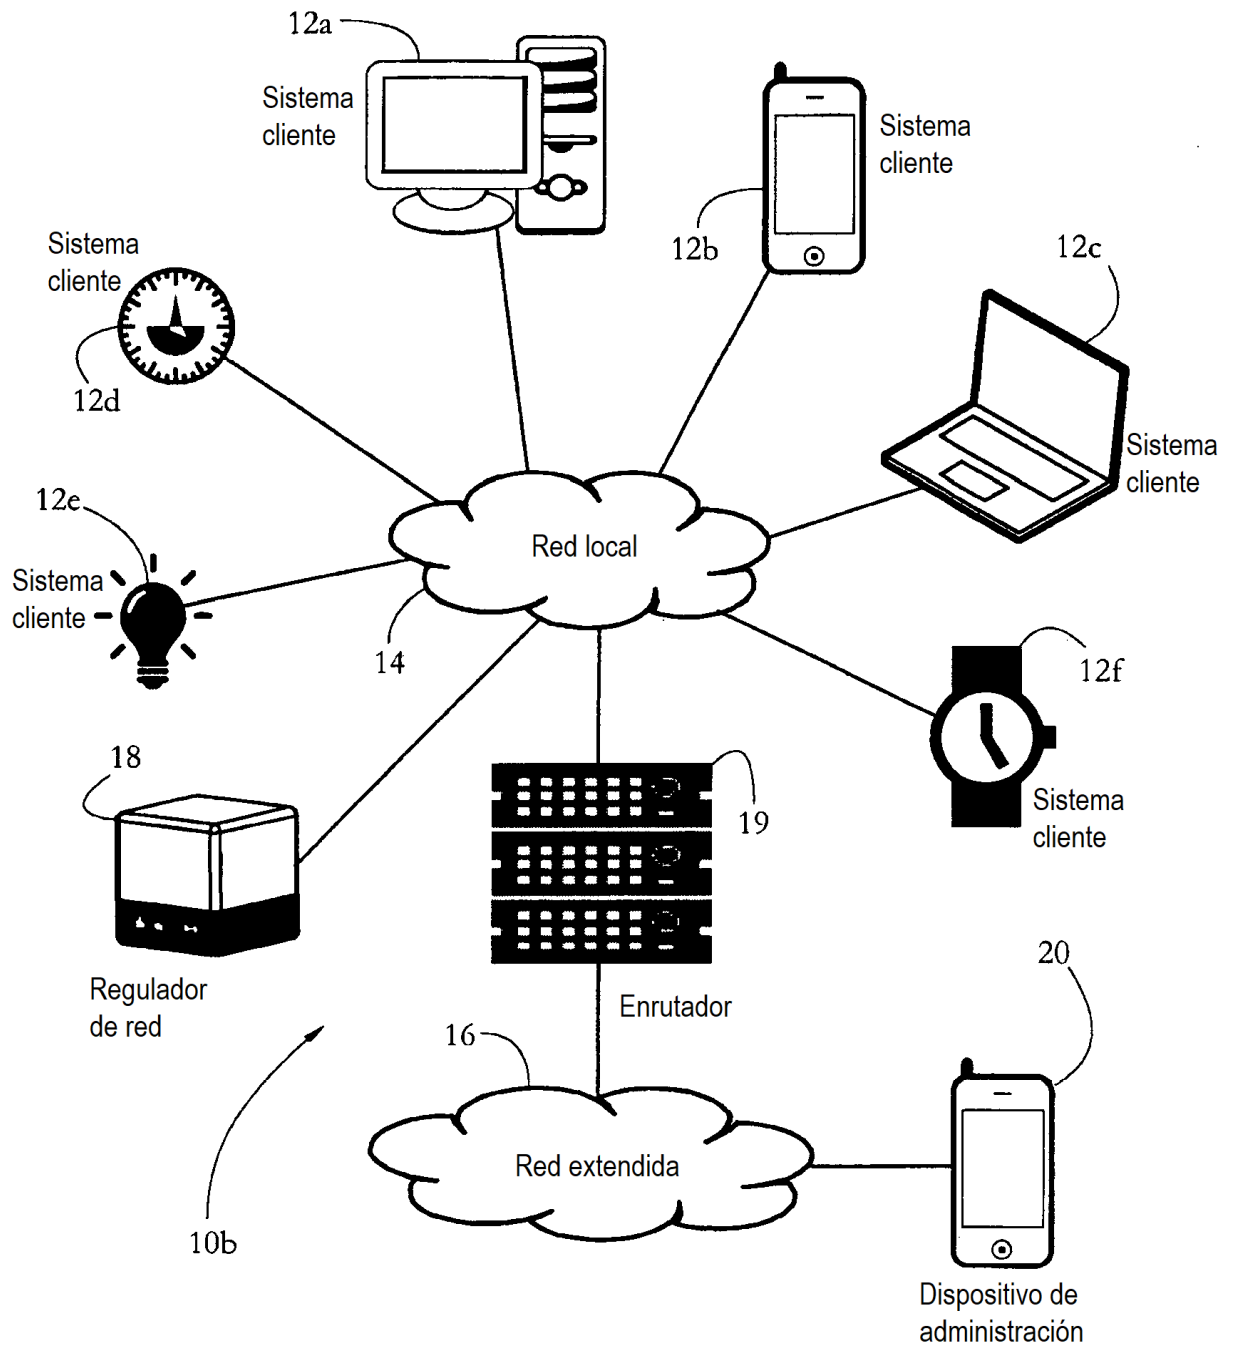 12a
Sistema
cliente
Sistema
cliente
12b
Sistema
cliente
12d
12c
Sistema
cliente
12e
Sistema
cliente
Red local
14
12f
Sistema
cliente
18
19
Regulador
de red
Enrutador
20
16
Red extendida
10b
Dispositivo de
administración